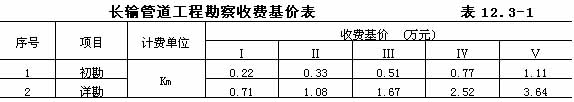 长输管道工程勘察收费基价表 表 12.3-1
序号 项目 计费单位 收费基价 (万元)
I II III IV V
1 初勘 Km 0.22 0.33 0.51 0.77 1.11
2 详勘 0.71 1.08 1.67 2.52 3.64